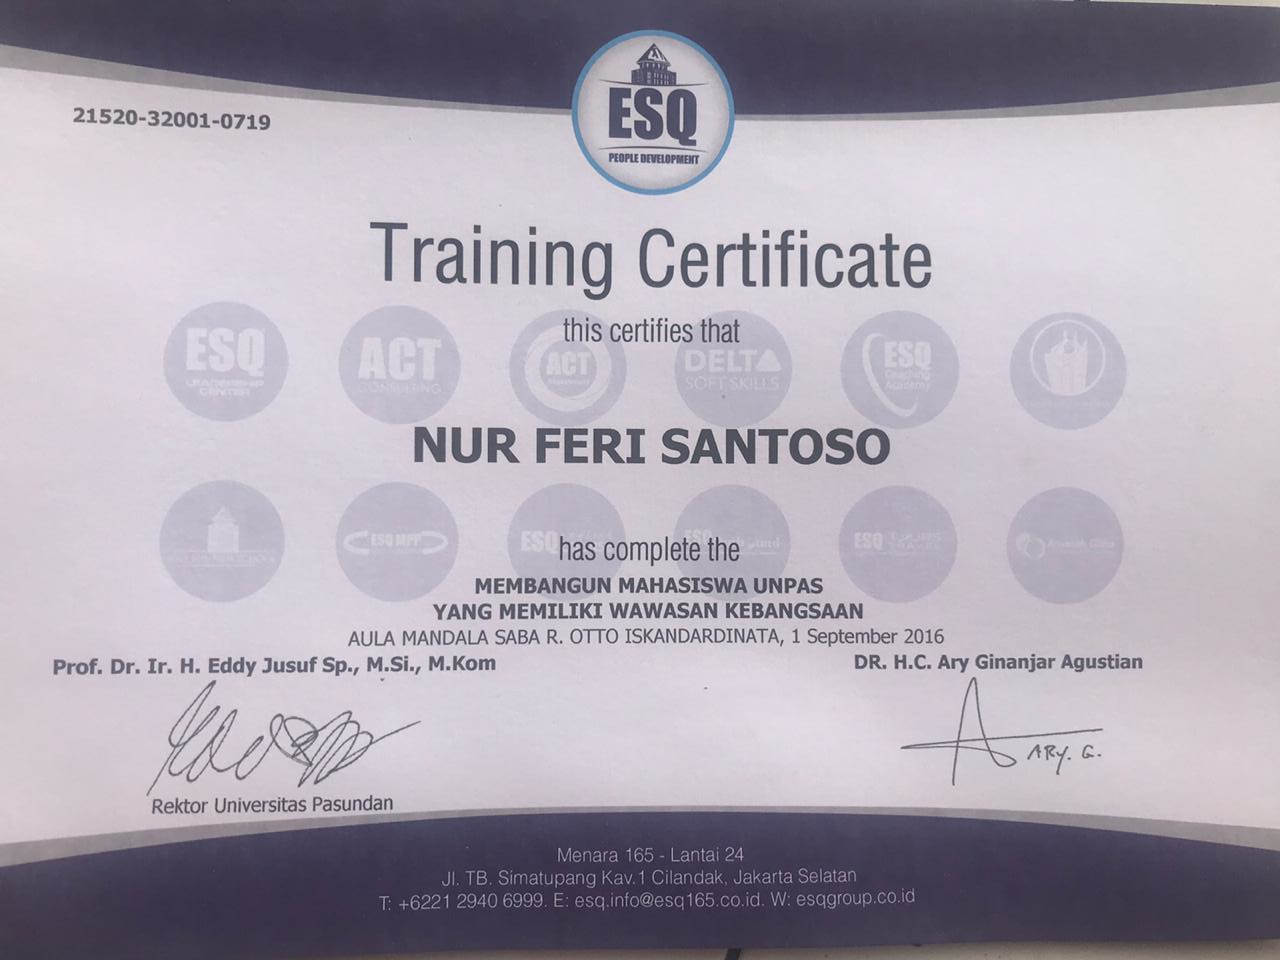 21520-32001-0719
ESQ
PEOPLE DEVELOPMENT
Training Certificate
this certifies that
ESQ
LEADERSHIP
CENTER
ACT
CONSULTING
ACT
DELTA
SOFT SKILLS
ESQ
Coaching
Academy
NUR FERI SANTOSO
ESQ MPP
ESQ
ESQ
ESQ
has complete the
MEMBANGUN MAHASISWA UNPAS
YANG MEMILIKI WAWASAN KEBANGSAAN
AULA MANDALA SABA R. OTTO ISKANDARDINATA, 1 September 2016
Prof. Dr. Ir. H. Eddy Jusuf Sp., M.Si., M.Kom
DR. H.C. Ary Ginanjar Agustian
ARY. G.
Rektor Universitas Pasundan
Menara 165 - Lantai 24
Jl. TB. Simatupang Kav.1 Cilandak, Jakarta Selatan
T: +6221 2940 6999. E: esq.info@esq165.co.id. W: esqgroup.co.id